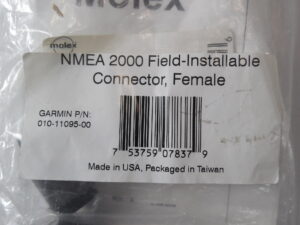 Molex
molex
NMEA 2000 Field-Installable
Connector, Female
GARMIN P/N:
010-11095-00
7 53759 07837 9
Made in USA, Packaged in Taiwan